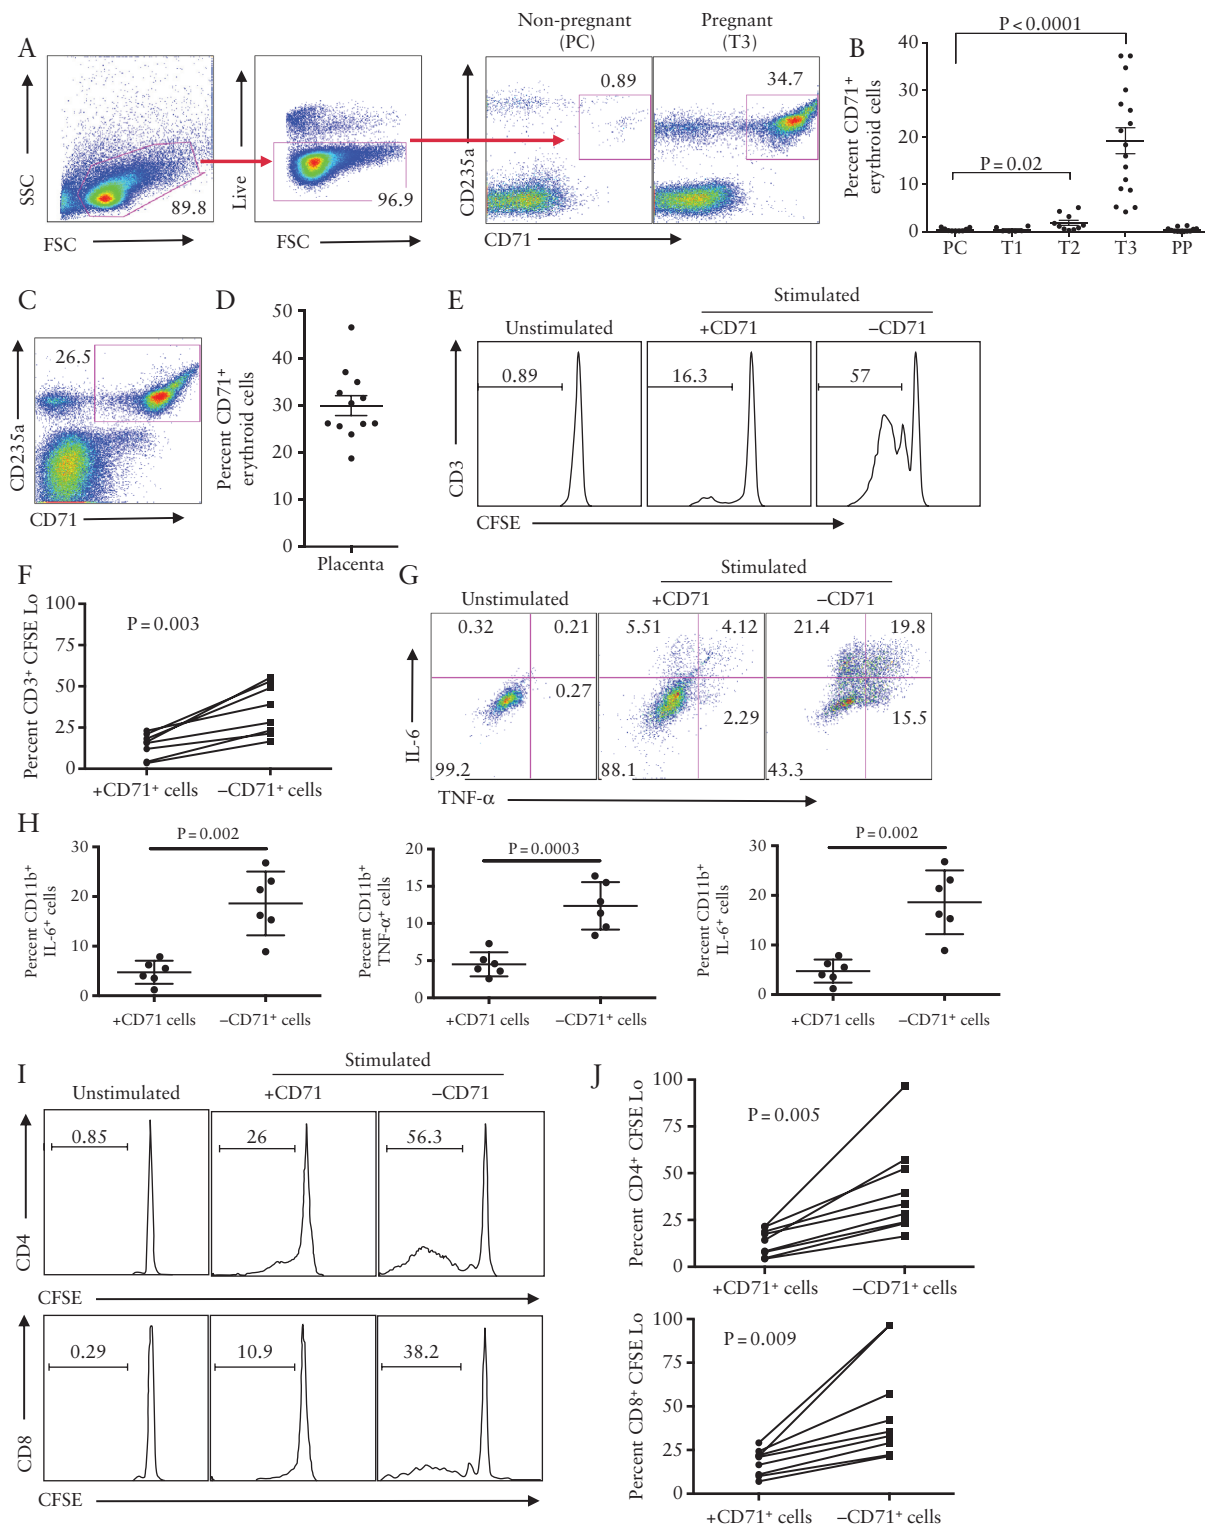 A
SSC
FSC
89.8
Live
FSC
96.9
Non-pregnant
(PC)
Pregnant
(T3)
CD235a
0.89
34.7
CD71
B
P < 0.0001
P = 0.02
Percent CD71+
erythroid cells
40
30
20
10
0
PC T1 T2 T3 PP
C
26.5
CD235a
CD71
D
Percent CD71+
erythroid cells
50
40
30
20
10
0
Placenta
E
Stimulated
Unstimulated +CD71 –CD71
0.89 16.3 57
CD3
CFSE
F
Percent CD3+ CFSE Lo
100
75
50
25
0
P = 0.003
+CD71+ cells –CD71+ cells
G
Stimulated
Unstimulated +CD71 –CD71
0.32 0.21 5.51 4.12 21.4 19.8
0.27 2.29 15.5
99.2 88.1 43.3
IL-6
TNF-α
H
P = 0.002
Percent CD11b+
IL-6+ cells
30
20
10
0
+CD71 cells –CD71+ cells
P = 0.0003
Percent CD11b+
TNF-α+ cells
20
15
10
5
0
+CD71 cells –CD71+ cells
P = 0.002
Percent CD11b+
IL-6+ cells
30
20
10
0
+CD71 cells –CD71+ cells
I
Stimulated
Unstimulated +CD71 –CD71
0.85 26 56.3
CD4
CFSE
0.29 10.9 38.2
CD8
CFSE
J
Percent CD4+ CFSE Lo
100
75
50
25
0
P = 0.005
+CD71+ cells –CD71+ cells
Percent CD8+ CFSE Lo
100
75
50
25
0
P = 0.009
+CD71+ cells –CD71+ cells